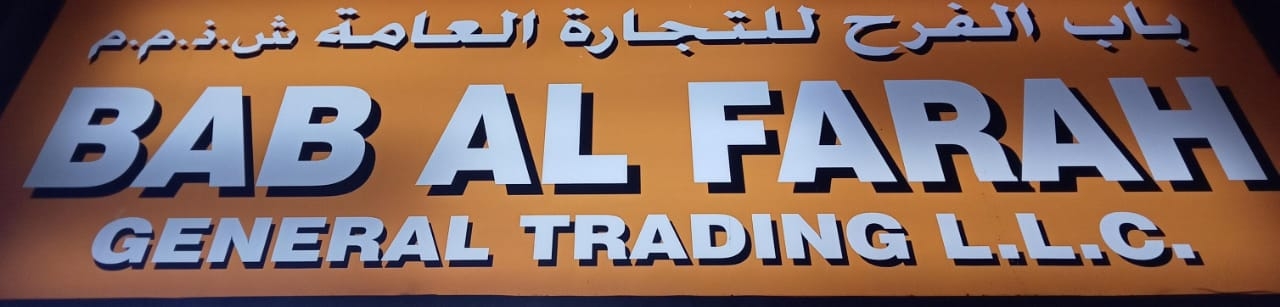 باب الفرح للتجارة العامة ش.ذ.م.م
BAB AL FARAH
GENERAL TRADING L.L.C.